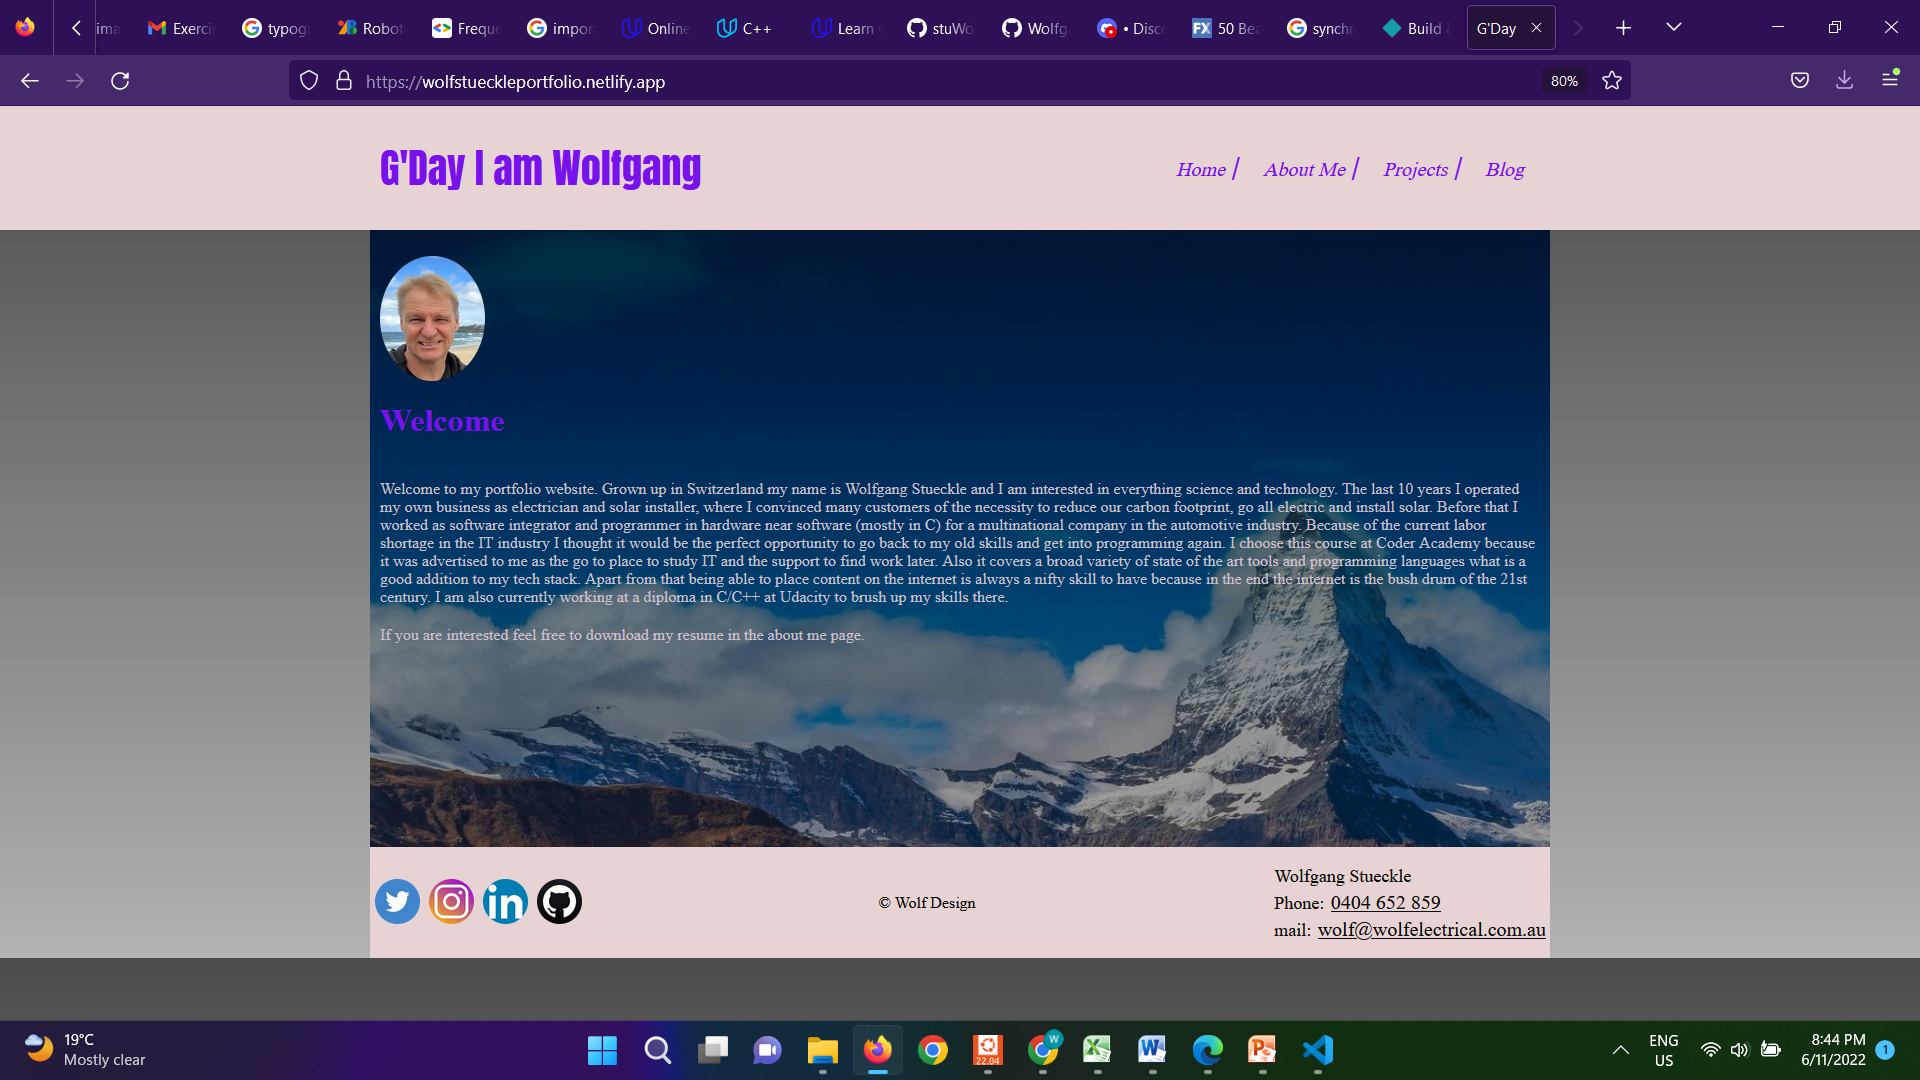 ima Exercis typogr Robot Freque import Online C++ Learn stuWo Wolfga • Disco FX 50 Bea synchr Build G'Day
https://wolfstueckleportfolio.netlify.app 80%
G'Day I am Wolfgang
Home / About Me / Projects / Blog
Welcome
Welcome to my portfolio website. Grown up in Switzerland my name is Wolfgang Stueckle and I am interested in everything science and technology. The last 10 years I operated
my own business as electrician and solar installer, where I convinced many customers of the necessity to reduce our carbon footprint, go all electric and install solar. Before that I
worked as software integrator and programmer in hardware near software (mostly in C) for a multinational company in the automotive industry. Because of the current labor
shortage in the IT industry I thought it would be the perfect opportunity to go back to my old skills and get into programming again. I choose this course at Coder Academy because
it was advertised to me as the go to place to study IT and the support to find work later. Also it covers a broad variety of state of the art tools and programming languages what is a
good addition to my tech stack. Apart from that being able to place content on the internet is always a nifty skill to have because in the end the internet is the bush drum of the 21st
century. I am also currently working at a diploma in C/C++ at Udacity to brush up my skills there.
If you are interested feel free to download my resume in the about me page.
in
© Wolf Design
Wolfgang Stueckle
Phone: 0404 652 859
mail: wolf@wolfelectrical.com.au
19°C
Mostly clear
22.04
W
ENG
US
8:44 PM
6/11/2022
1